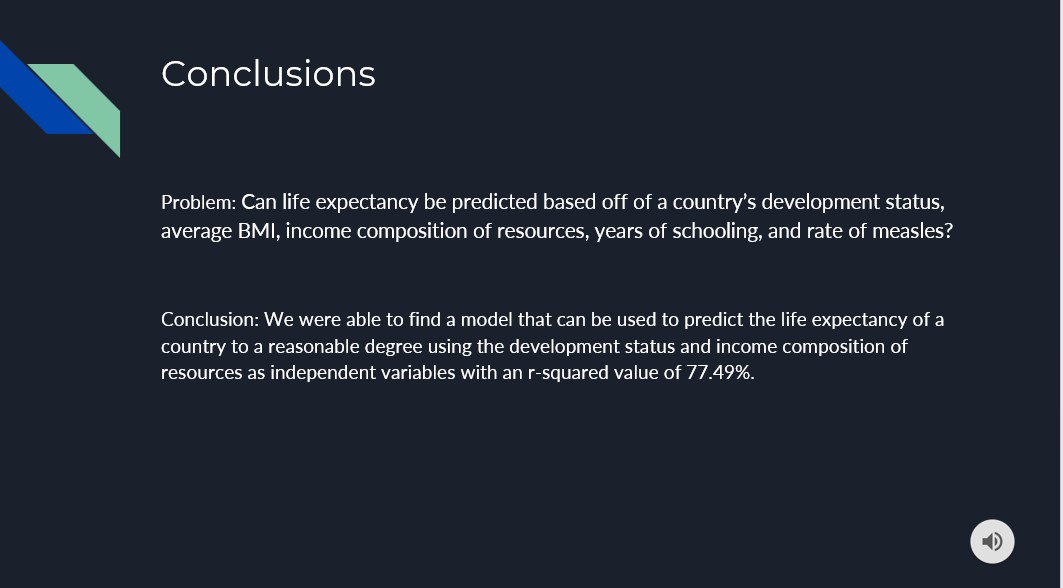 Conclusions
Problem: Can life expectancy be predicted based off of a country’s development status,
average BMI, income composition of resources, years of schooling, and rate of measles?
Conclusion: We were able to find a model that can be used to predict the life expectancy of a
country to a reasonable degree using the development status and income composition of
resources as independent variables with an r-squared value of 77.49%.